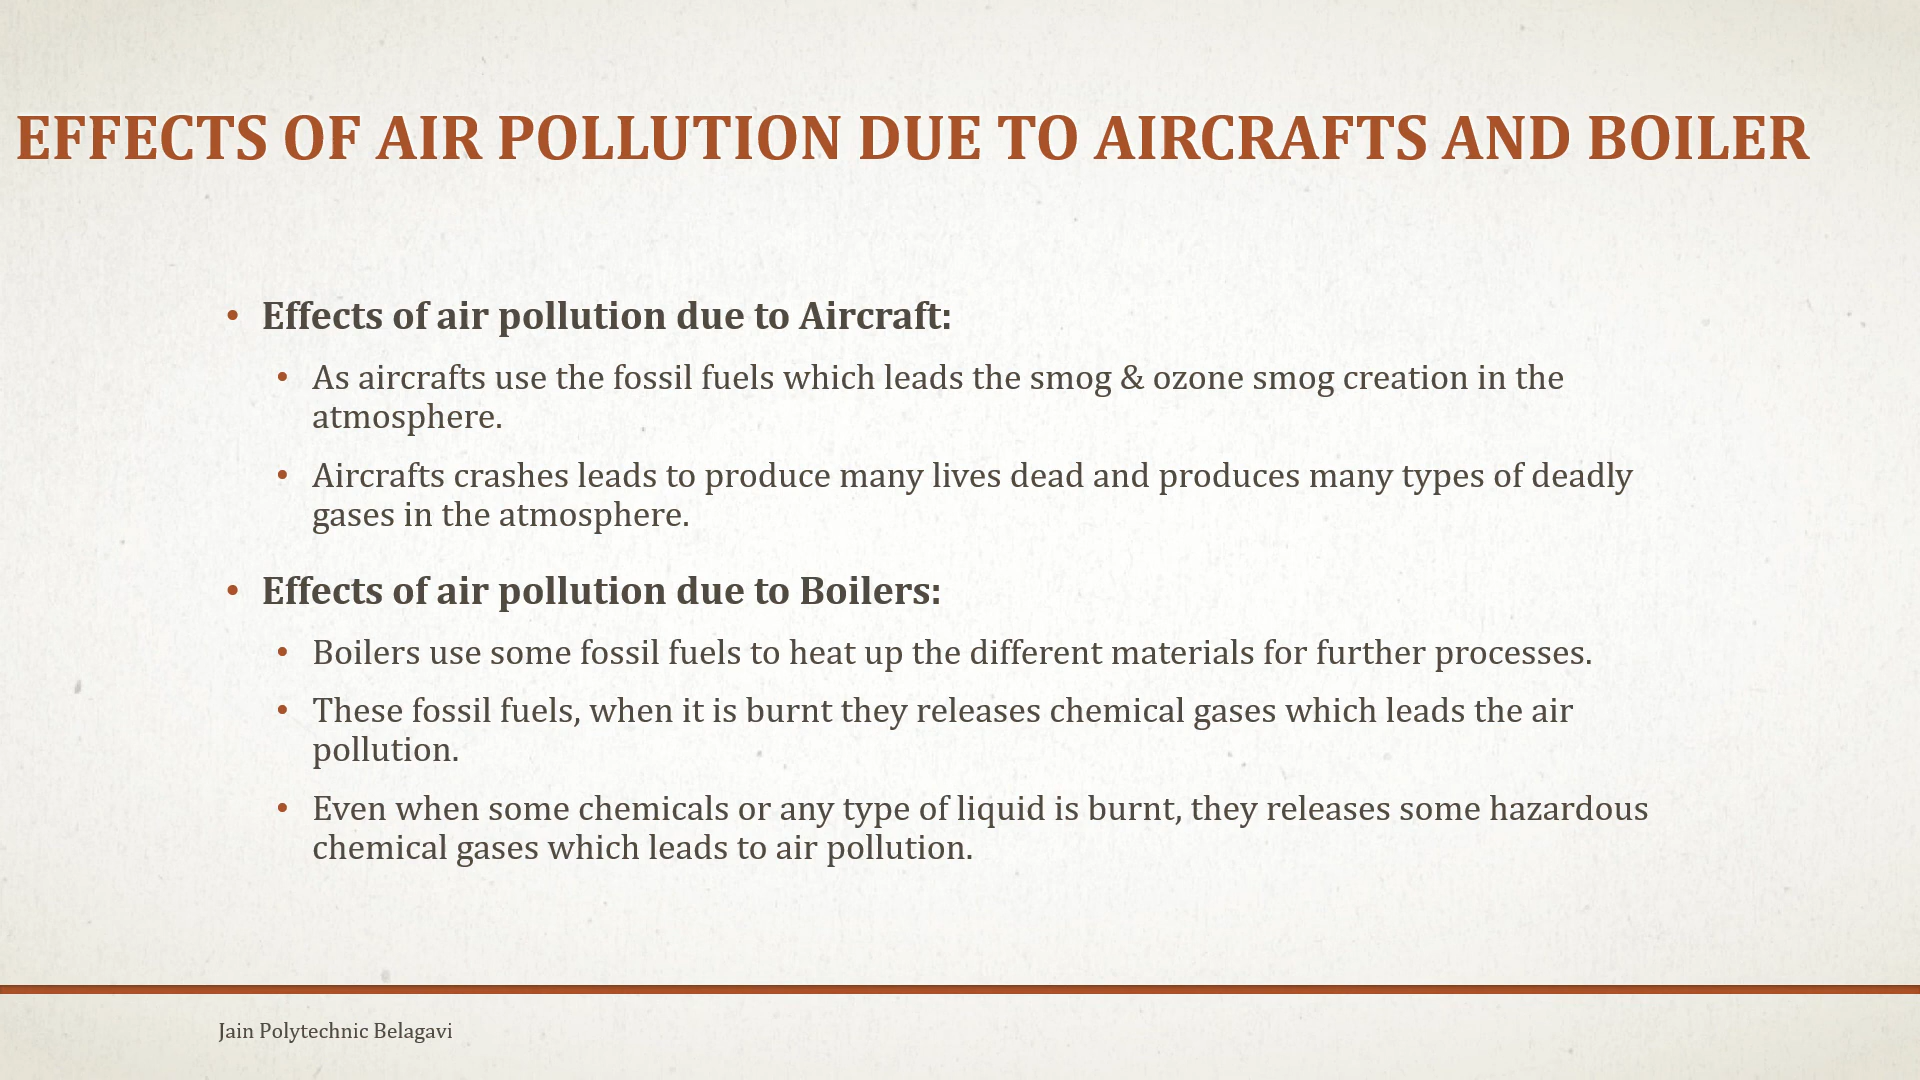 EFFECTS OF AIR POLLUTION DUE TO AIRCRAFTS AND BOILER
• Effects of air pollution due to Aircraft:
• As aircrafts use the fossil fuels which leads the smog & ozone smog creation in the
atmosphere.
• Aircrafts crashes leads to produce many lives dead and produces many types of deadly
gases in the atmosphere.
• Effects of air pollution due to Boilers:
• Boilers use some fossil fuels to heat up the different materials for further processes.
• These fossil fuels, when it is burnt they releases chemical gases which leads the air
pollution.
• Even when some chemicals or any type of liquid is burnt, they releases some hazardous
chemical gases which leads to air pollution.
Jain Polytechnic Belagavi